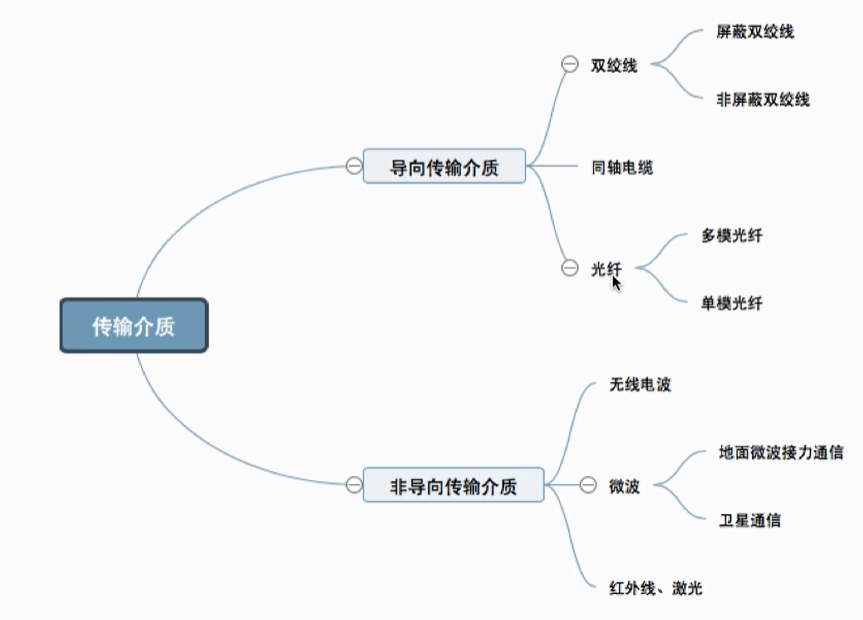 传输介质
导向传输介质
双绞线
屏蔽双绞线
非屏蔽双绞线
同轴电缆
光纤
多模光纤
单模光纤
非导向传输介质
无线电波
微波
地面微波接力通信
卫星通信
红外线、激光